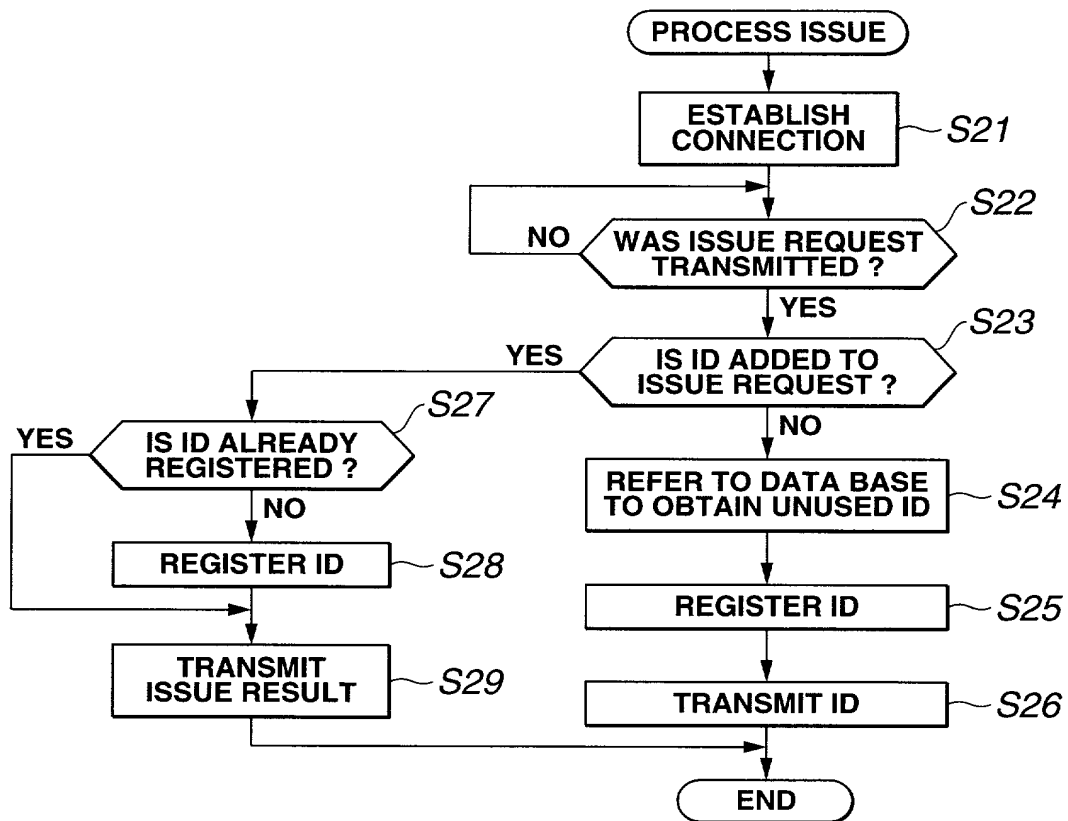 PROCESS ISSUE
ESTABLISH
CONNECTION
S21
S22
NO
WAS ISSUE REQUEST
TRANSMITTED ?
YES
S23
YES
IS ID ADDED TO
ISSUE REQUEST ?
S27
YES
IS ID ALREADY
REGISTERED ?
NO
NO
REFER TO DATA BASE
TO OBTAIN UNUSED ID
S24
REGISTER ID
S28
REGISTER ID
S25
TRANSMIT
ISSUE RESULT
S29
TRANSMIT ID
S26
END